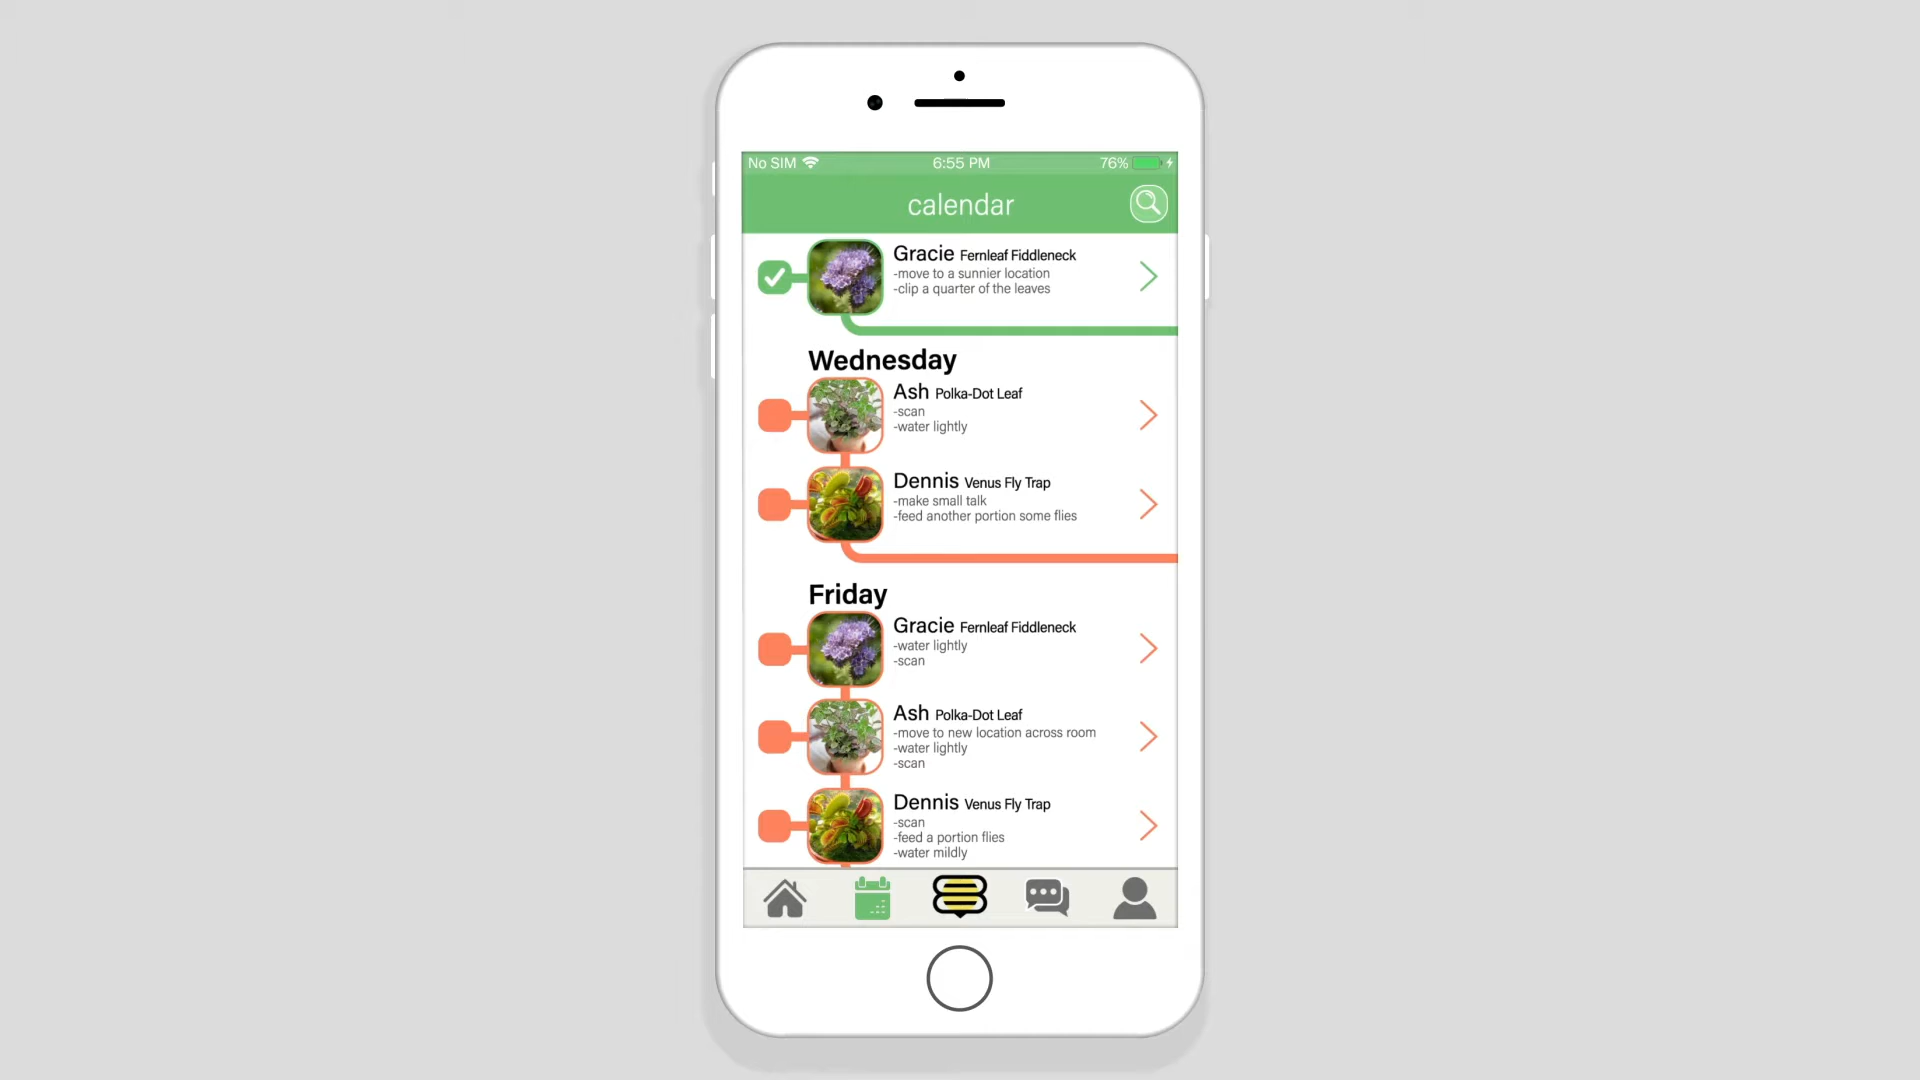 No SIM 6:55 PM 76%
calendar
Gracie Fernleaf Fiddleneck
-move to a sunnier location
-clip a quarter of the leaves
Wednesday
Ash Polka-Dot Leaf
-scan
-water lightly
Dennis Venus Fly Trap
-make small talk
-feed another portion some flies
Friday
Gracie Fernleaf Fiddleneck
-water lightly
-scan
Ash Polka-Dot Leaf
-move to new location across room
-water lightly
-scan
Dennis Venus Fly Trap
-scan
-feed a portion flies
-water mildly